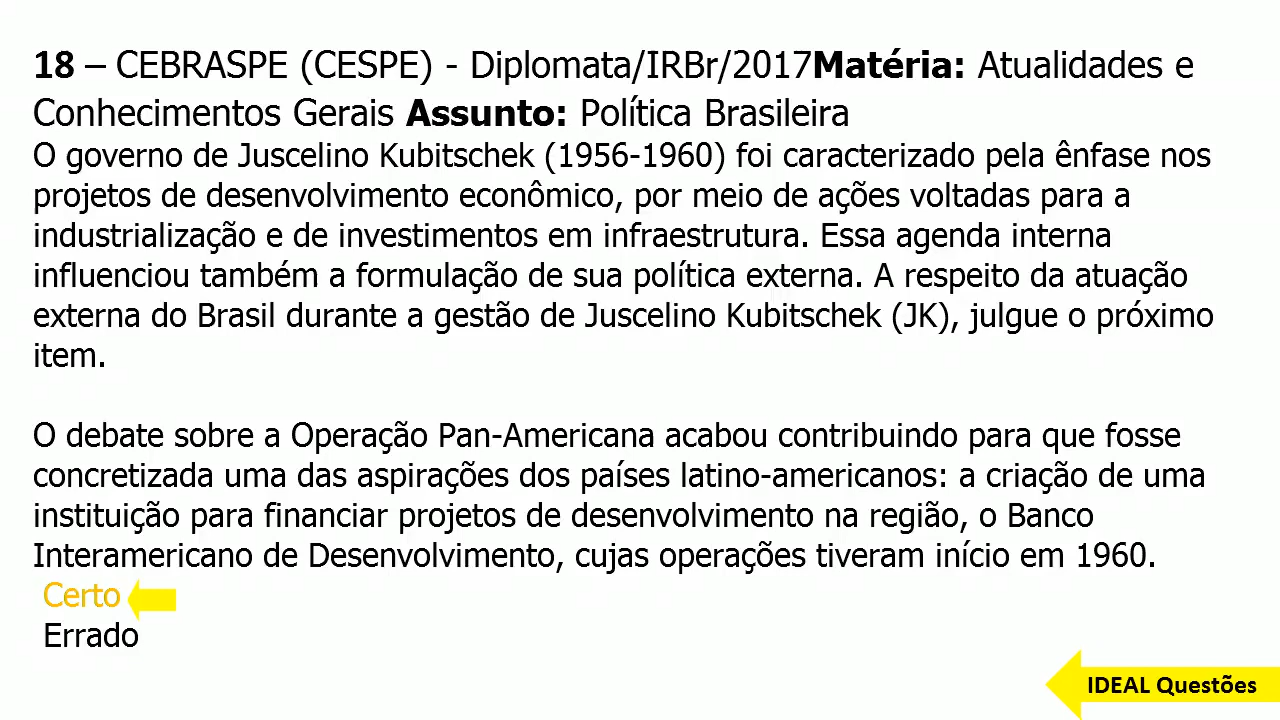 18 – CEBRASPE (CESPE) - Diplomata/IRBr/2017Matéria: Atualidades e
Conhecimentos Gerais Assunto: Política Brasileira
O governo de Juscelino Kubitschek (1956-1960) foi caracterizado pela ênfase nos
projetos de desenvolvimento econômico, por meio de ações voltadas para a
industrialização e de investimentos em infraestrutura. Essa agenda interna
influenciou também a formulação de sua política externa. A respeito da atuação
externa do Brasil durante a gestão de Juscelino Kubitschek (JK), julgue o próximo
item.
O debate sobre a Operação Pan-Americana acabou contribuindo para que fosse
concretizada uma das aspirações dos países latino-americanos: a criação de uma
instituição para financiar projetos de desenvolvimento na região, o Banco
Interamericano de Desenvolvimento, cujas operações tiveram início em 1960.
Certo
Errado
IDEAL Questões